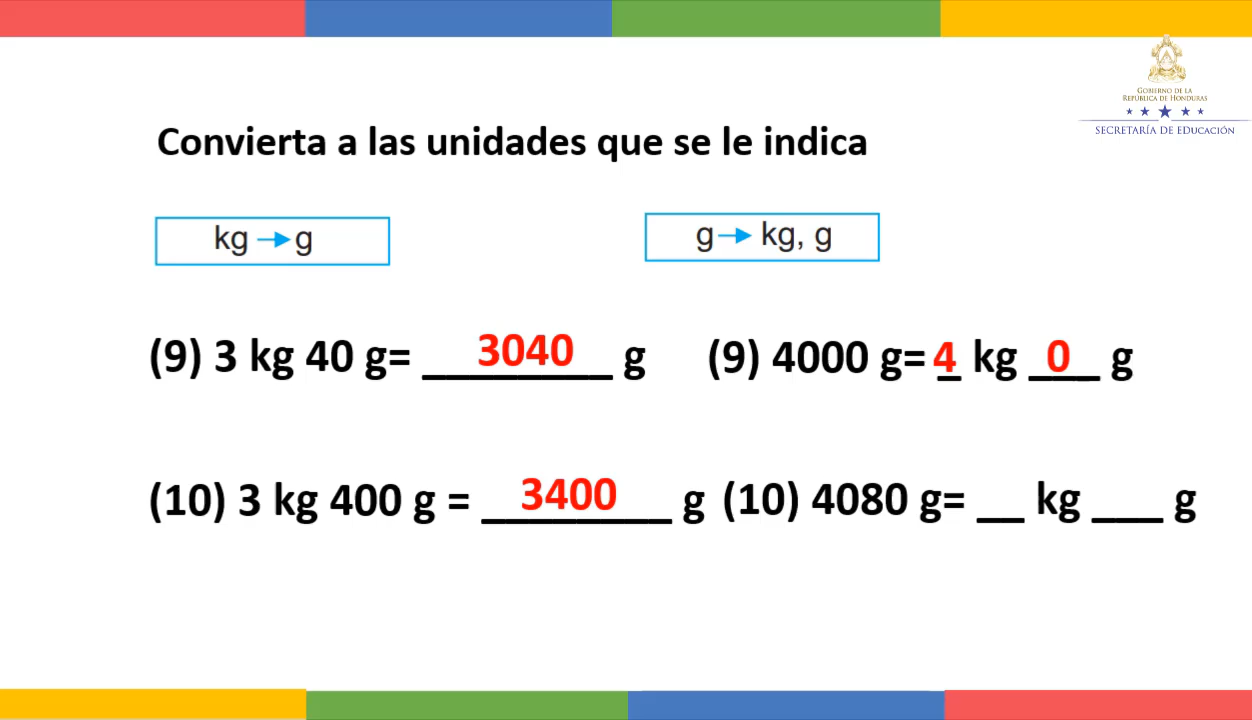 GOBIERNO DE LA
REPÚBLICA DE HONDURAS
SECRETARÍA DE EDUCACIÓN
Convierta a las unidades que se le indica
kg → g
g → kg, g
(9) 3 kg 40 g= 3040 g
(9) 4000 g= 4 kg 0 g
(10) 3 kg 400 g = 3400 g
(10) 4080 g= __ kg ___ g